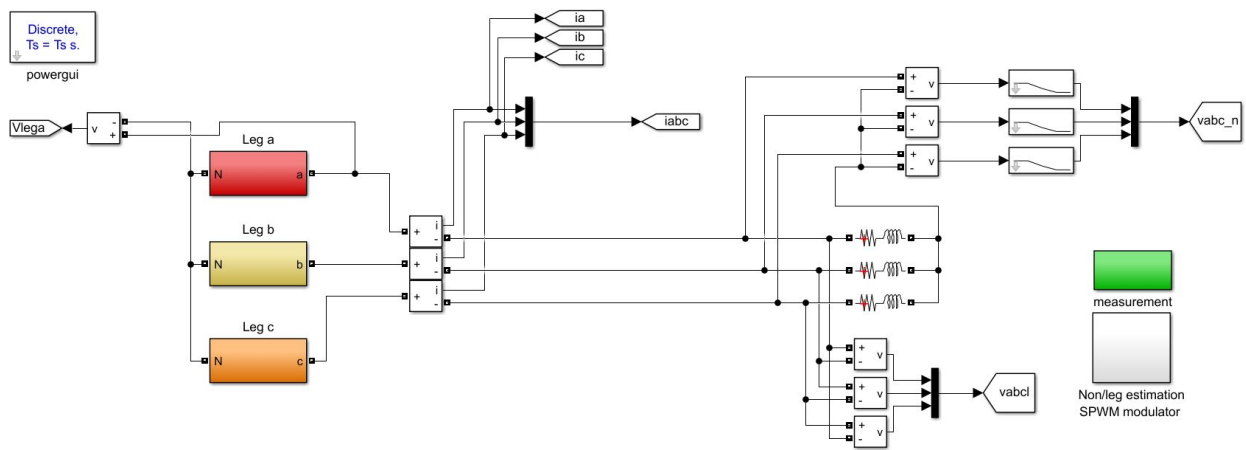 Discrete,
Ts = Ts s.
powergui
ia
ib
ic
iabc
Vlega
v
-
+
Leg a
N
a
Leg b
N
b
Leg c
N
c
+
i
-
+
i
-
+
i
-
+
-
v
+
-
v
+
-
v
vabc_n
+
-
v
+
-
v
+
-
v
vabcl
measurement
Non/leg estimation
SPWM modulator